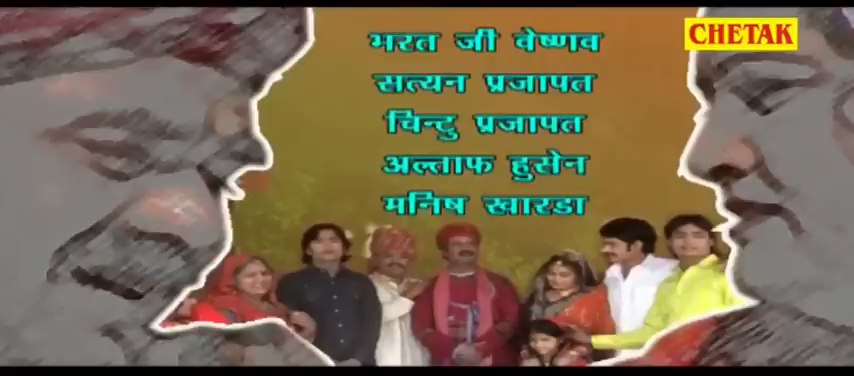 CHETAK
भरत जी वेष्णव
सत्यन प्रजापत
चिन्टु प्रजापत
अल्ताफ हुसेन
मनिष खारडा